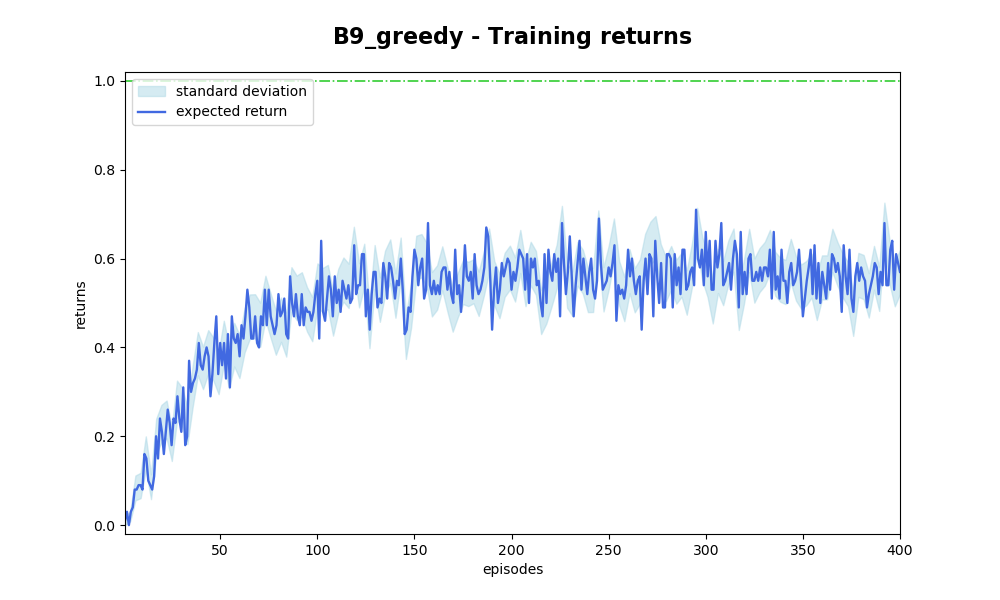 B9_greedy - Training returns
1.0
0.8
0.6
0.4
0.2
0.0
returns
standard deviation
expected return
50
100
150
200
250
300
350
400
episodes